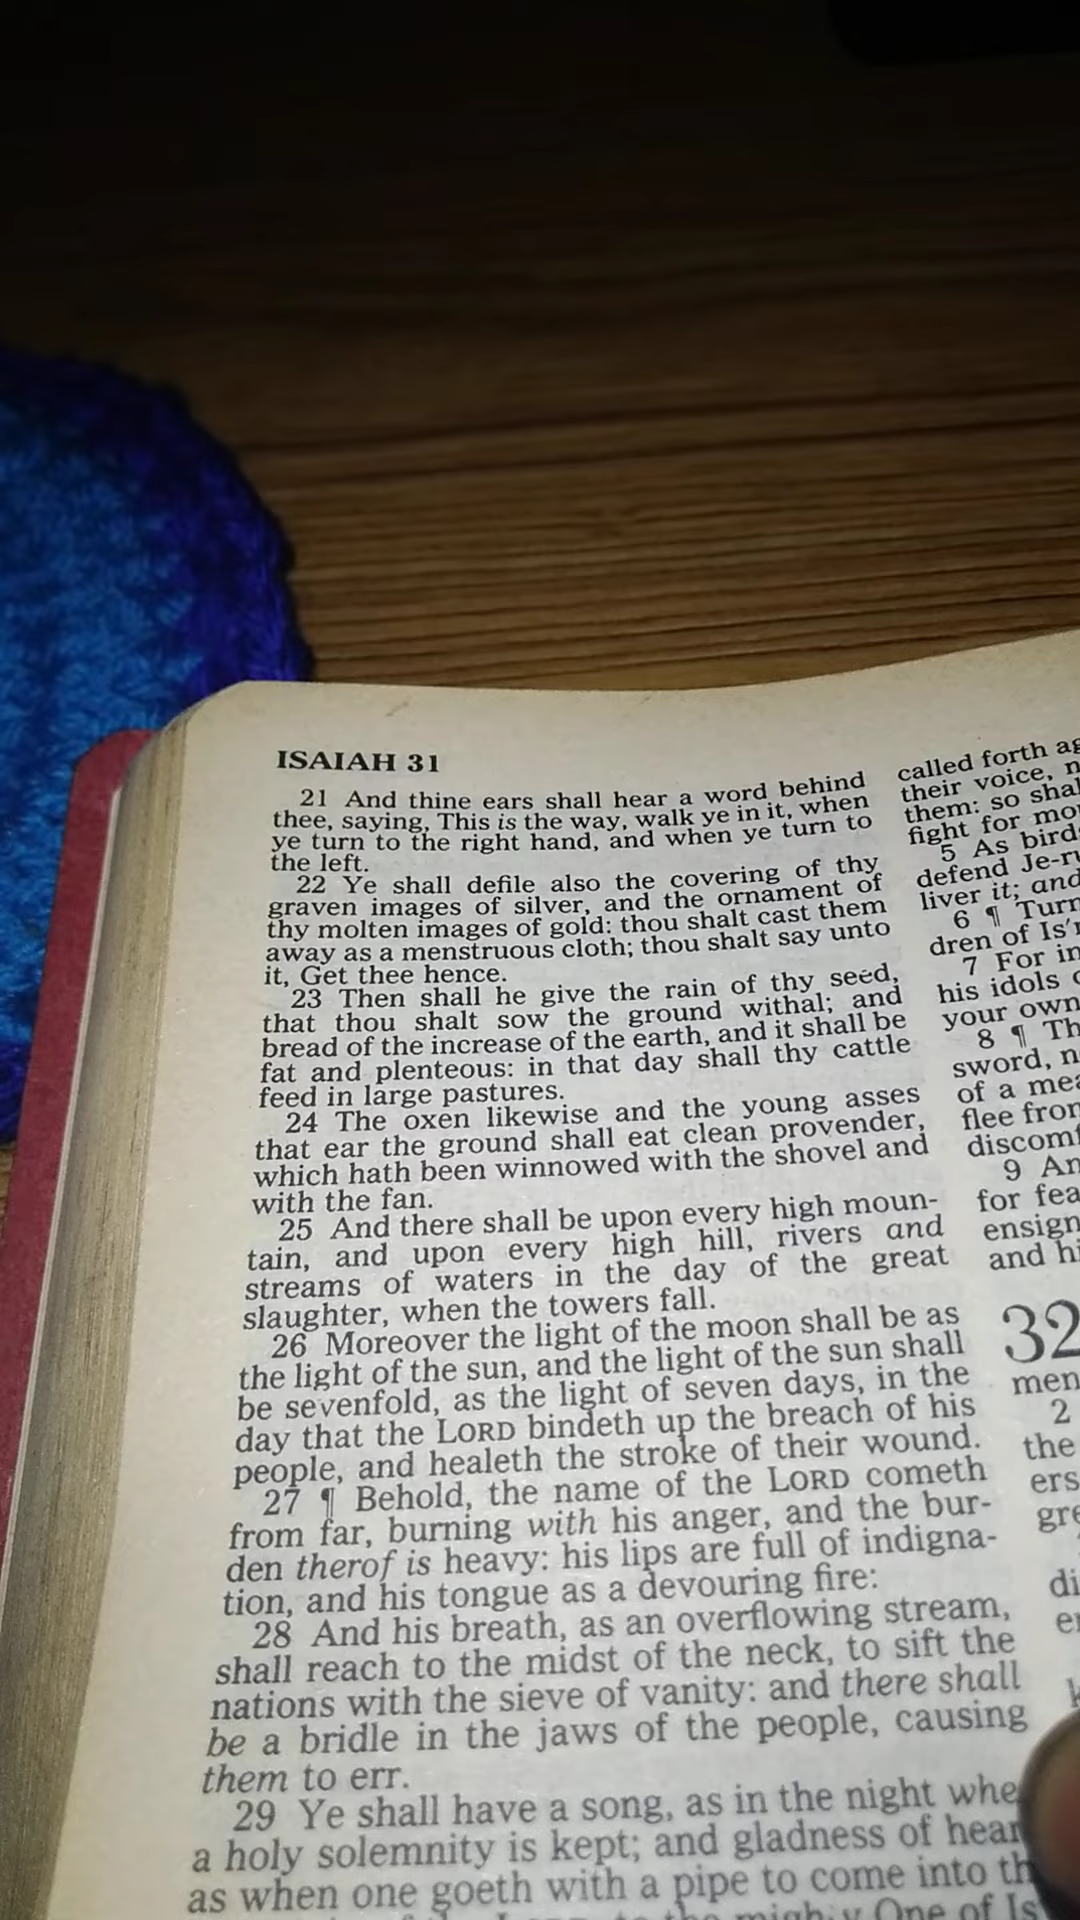 ISAIAH 31
21 And thine ears shall hear a word behind
thee, saying, This is the way, walk ye in it, when
ye turn to the right hand, and when ye turn to
the left.
22 Ye shall defile also the covering of thy
graven images of silver, and the ornament of
thy molten images of gold: thou shalt cast them
away as a menstruous cloth; thou shalt say unto
it, Get thee hence.
23 Then shall he give the rain of thy seed,
that thou shalt sow the ground withal; and
bread of the increase of the earth, and it shall be
fat and plenteous: in that day shall thy cattle
feed in large pastures.
24 The oxen likewise and the young asses
that ear the ground shall eat clean provender,
which hath been winnowed with the shovel and
with the fan.
25 And there shall be upon every high moun-
tain, and upon every high hill, rivers and
streams of waters in the day of the great
slaughter, when the towers fall.
26 Moreover the light of the moon shall be as
the light of the sun, and the light of the sun shall
be sevenfold, as the light of seven days, in the
day that the LORD bindeth up the breach of his
people, and healeth the stroke of their wound.
27 ¶ Behold, the name of the LORD cometh
from far, burning with his anger, and the bur-
den therof is heavy: his lips are full of indigna-
tion, and his tongue as a devouring fire:
28 And his breath, as an overflowing stream,
shall reach to the midst of the neck, to sift the
nations with the sieve of vanity: and there shall
be a bridle in the jaws of the people, causing
them to err.
29 Ye shall have a song, as in the night
a holy solemnity is kept; and gladness of
as when one goeth with a pipe to come into
One of
called forth
their voice,
them: so
fight for
5 As
defend
liver it; and
6 ¶ Turn
dren of
7 For in
his idols
your own
8 ¶
sword,
of a
flee from
9
for
ensign
and
32
2
the